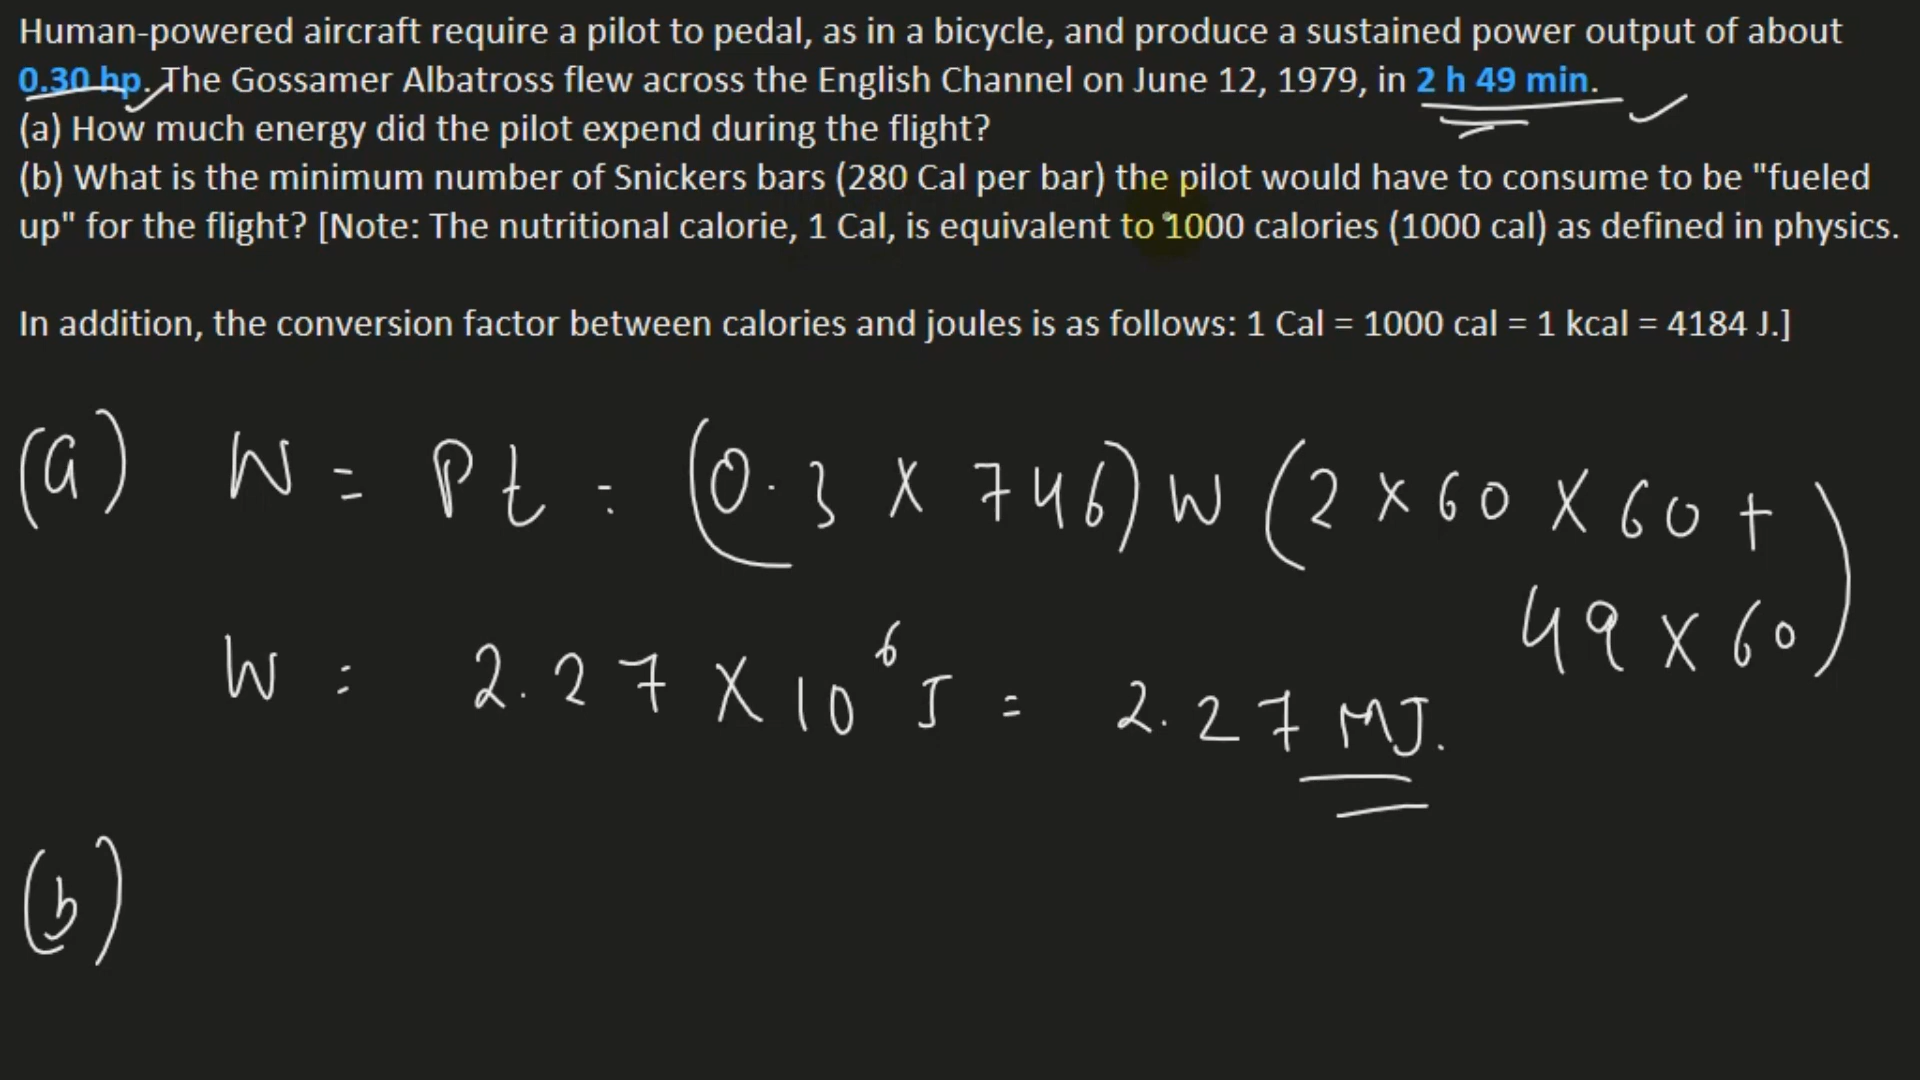 Human-powered aircraft require a pilot to pedal, as in a bicycle, and produce a sustained power output of about
0.30 hp. The Gossamer Albatross flew across the English Channel on June 12, 1979, in 2 h 49 min.
(a) How much energy did the pilot expend during the flight?
(b) What is the minimum number of Snickers bars (280 Cal per bar) the pilot would have to consume to be "fueled
up" for the flight? [Note: The nutritional calorie, 1 Cal, is equivalent to 1000 calories (1000 cal) as defined in physics.
In addition, the conversion factor between calories and joules is as follows: 1 Cal = 1000 cal = 1 kcal = 4184 J.]
(a) W = Pt = (0.3 × 746) W (2 × 60 × 60 +
49 × 60)
W = 2.27 × 10⁶ J = 2.27 MJ.
(b)